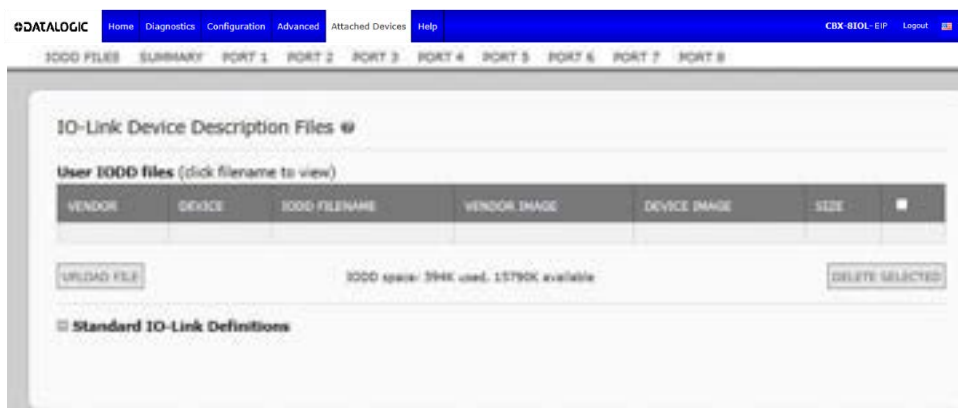 DATALOGIC Home Diagnostics Configuration Advanced Attached Devices Help CBX-8IOL-EIP Logout
IODD FILES SUMMARY PORT 1 PORT 2 PORT 3 PORT 4 PORT 5 PORT 6 PORT 7 PORT 8
IO-Link Device Description Files
User IODD files (click filename to view)
VENDOR DEVICE IODD FILENAME VENDOR IMAGE DEVICE IMAGE SIZE
UPLOAD FILE IODD space: 594K used, 15790K available DELETE SELECTED
Standard IO-Link Definitions